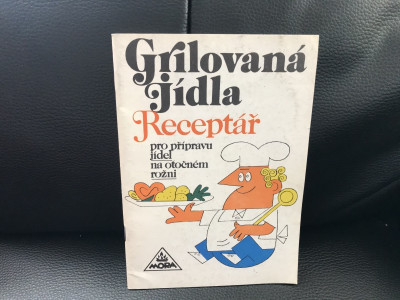 Grilovaná
Jídla
Receptář
pro přípravu
jídel
na otočném
rožni
MORA